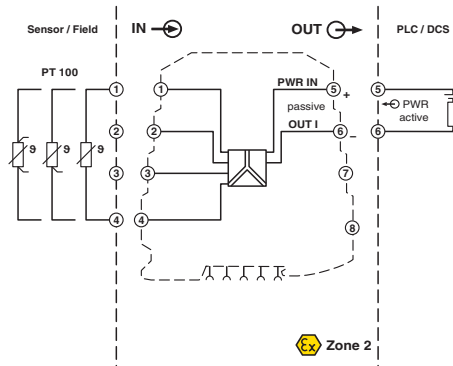 Sensor / Field
IN
OUT
PLC / DCS
PT 100
1
2
3
4
ϑ
ϑ
ϑ
1
2
3
4
PWR IN
5
+
passive
OUT I
6
–
7
8
5
PWR
active
6
Ex Zone 2